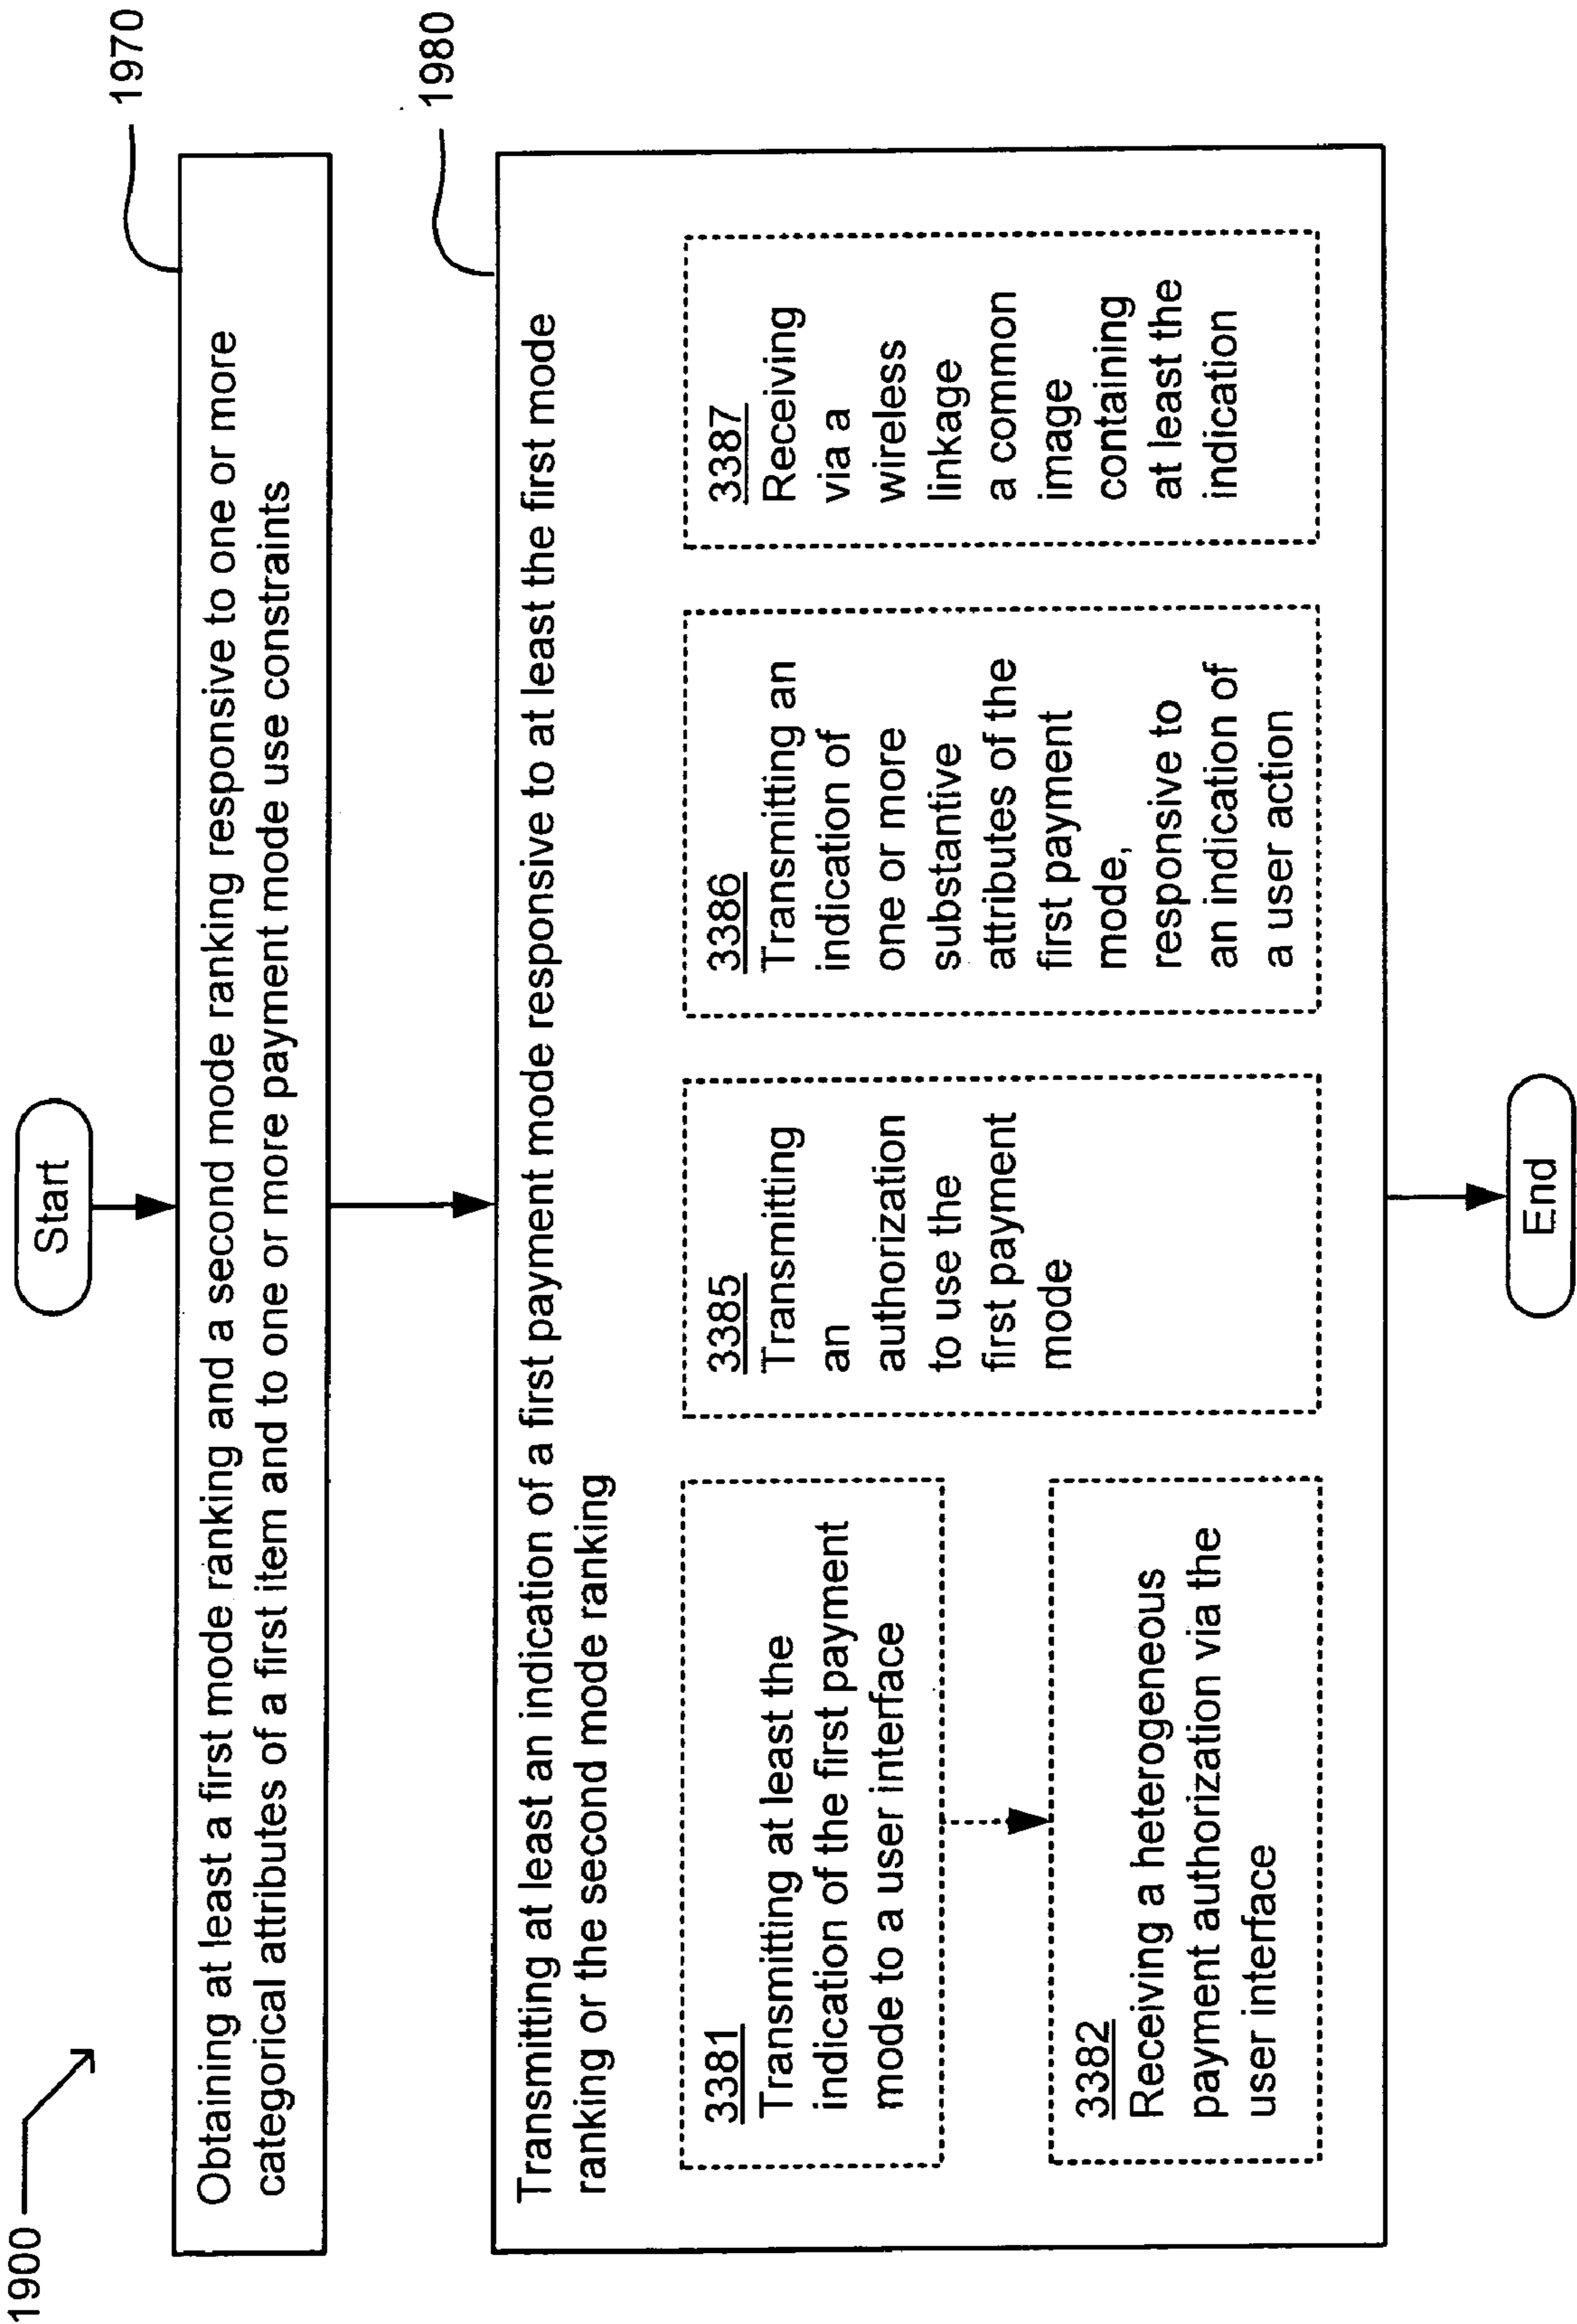 1900
Start
1970
Obtaining at least a first mode ranking and a second mode ranking responsive to one or more
categorical attributes of a first item and to one or more payment mode use constraints
1980
Transmitting at least an indication of a first payment mode responsive to at least the first mode
ranking or the second mode ranking
3381
Transmitting at least the
indication of the first payment
mode to a user interface
3382
Receiving a heterogeneous
payment authorization via the
user interface
3385
Transmitting
an
authorization
to use the
first payment
mode
3386
Transmitting an
indication of
one or more
substantive
attributes of the
first payment
mode,
responsive to
an indication of
a user action
3387
Receiving
via a
wireless
linkage
a common
image
containing
at least the
indication
End